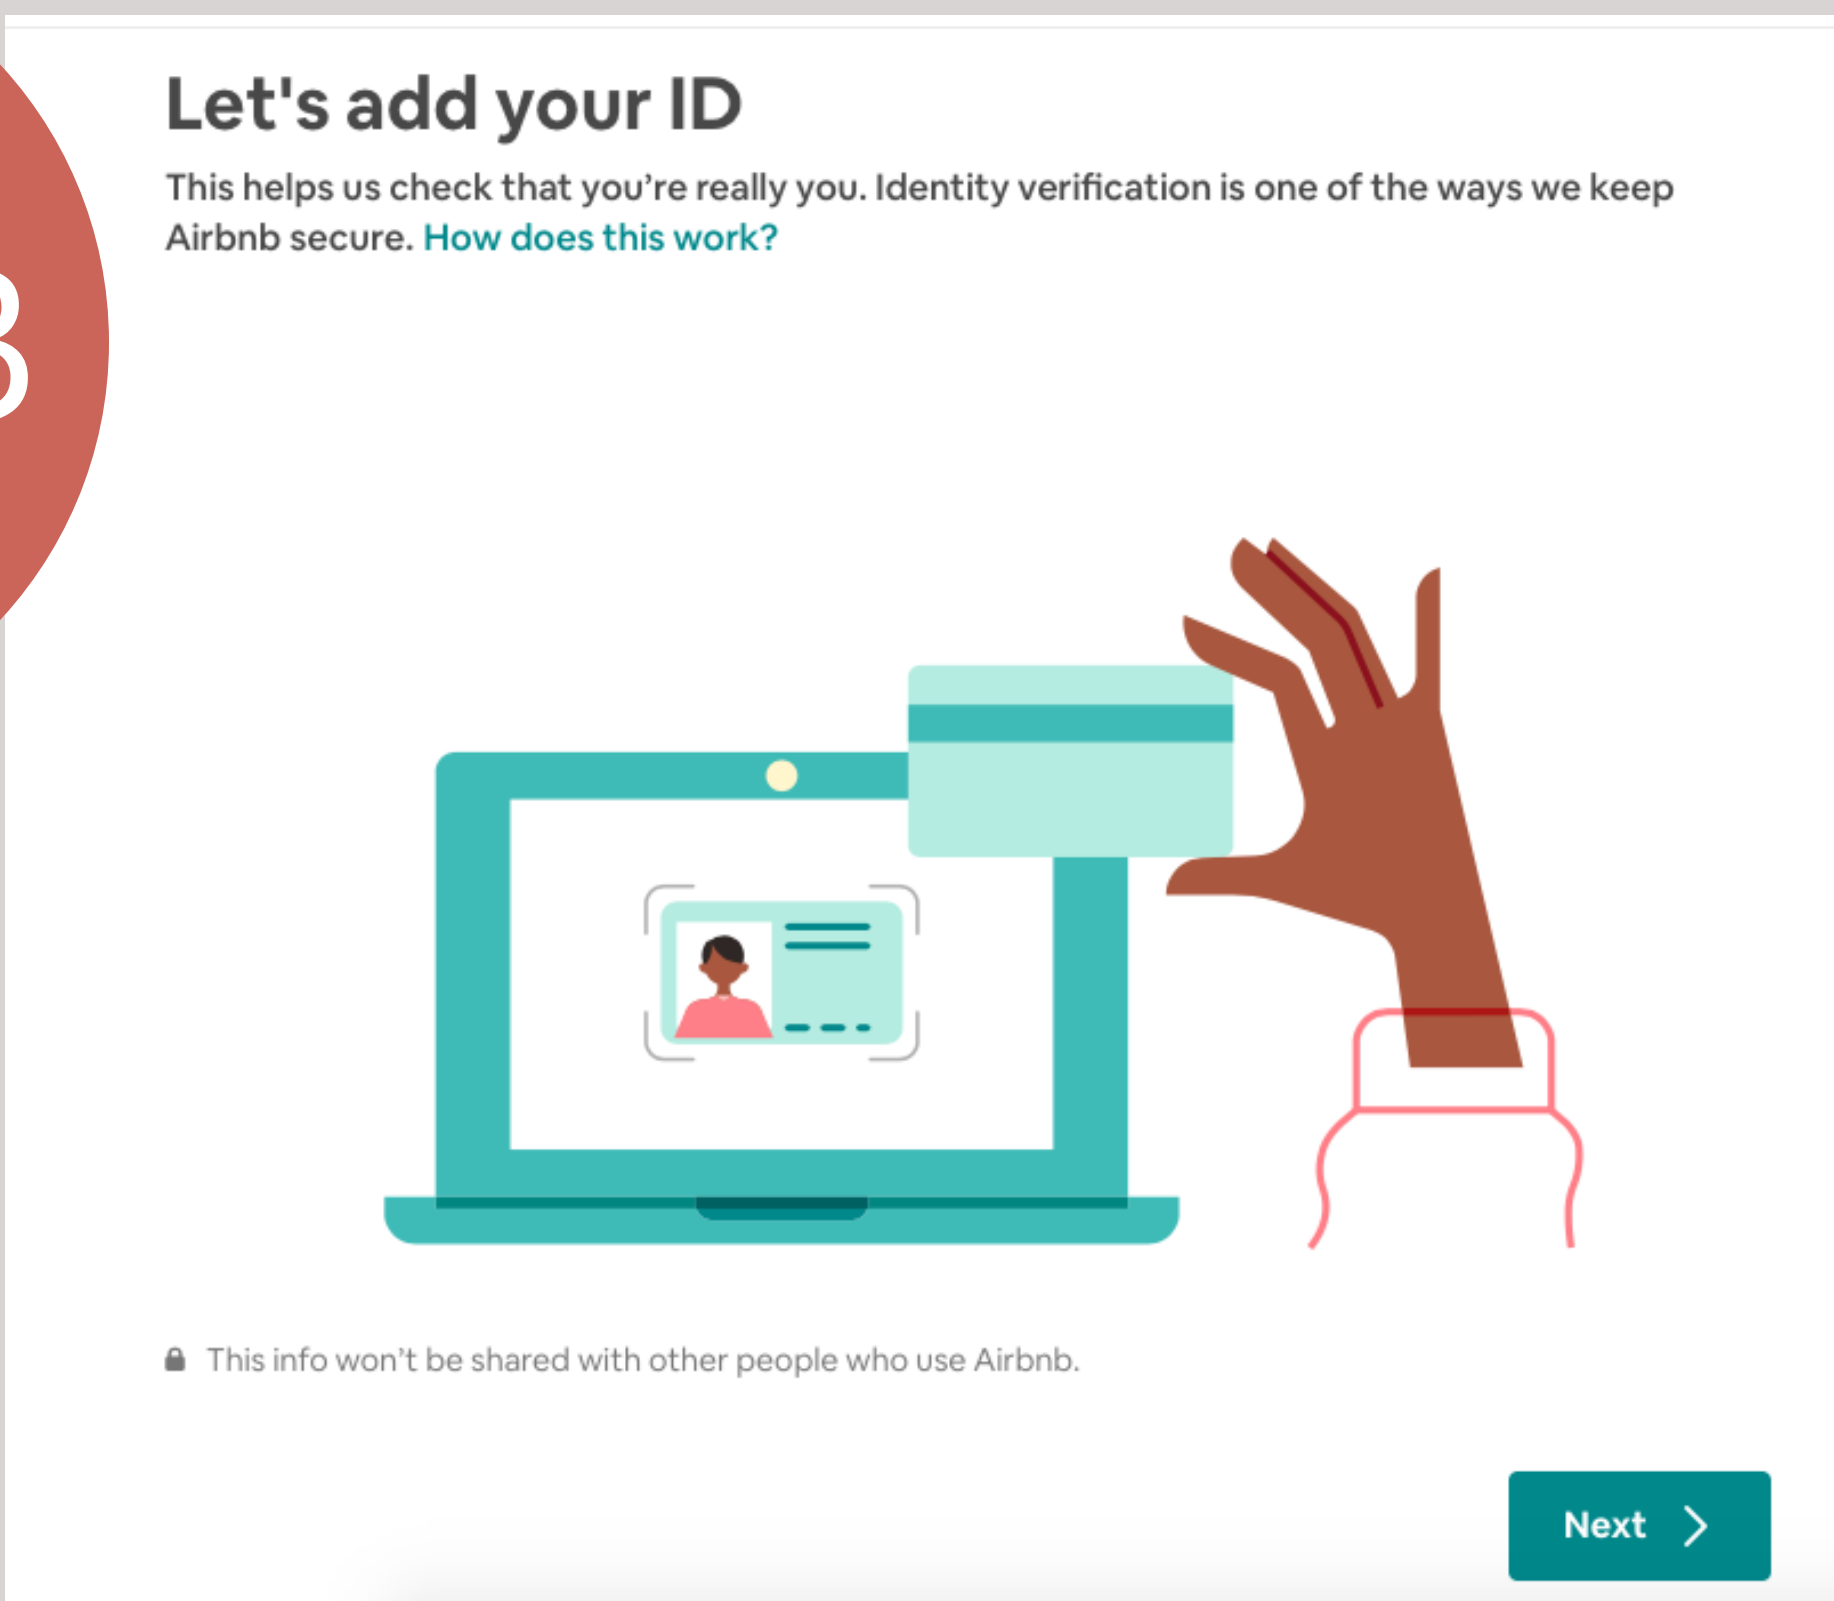 Let's add your ID
This helps us check that you’re really you. Identity verification is one of the ways we keep
Airbnb secure. How does this work?
This info won’t be shared with other people who use Airbnb.
Next